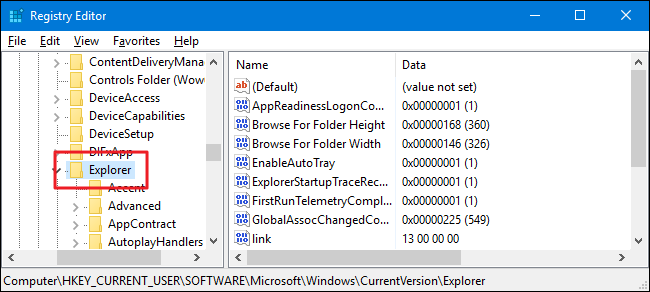 Registry Editor
File Edit View Favorites Help
ContentDeliveryMana
Controls Folder (Wow
DeviceAccess
DeviceCapabilities
DeviceSetup
DIFxApp
Explorer
Accent
Advanced
AppContract
AutoplayHandlers
Name Data
(Default) (value not set)
AppReadinessLogonCo... 0x00000001 (1)
Browse For Folder Height 0x00000168 (360)
Browse For Folder Width 0x00000146 (326)
EnableAutoTray 0x00000001 (1)
ExplorerStartupTraceRec... 0x00000001 (1)
FirstRunTelemetryCompl... 0x00000001 (1)
GlobalAssocChangedCo... 0x00000225 (549)
link 13 00 00 00
Computer\HKEY_CURRENT_USER\SOFTWARE\Microsoft\Windows\CurrentVersion\Explorer